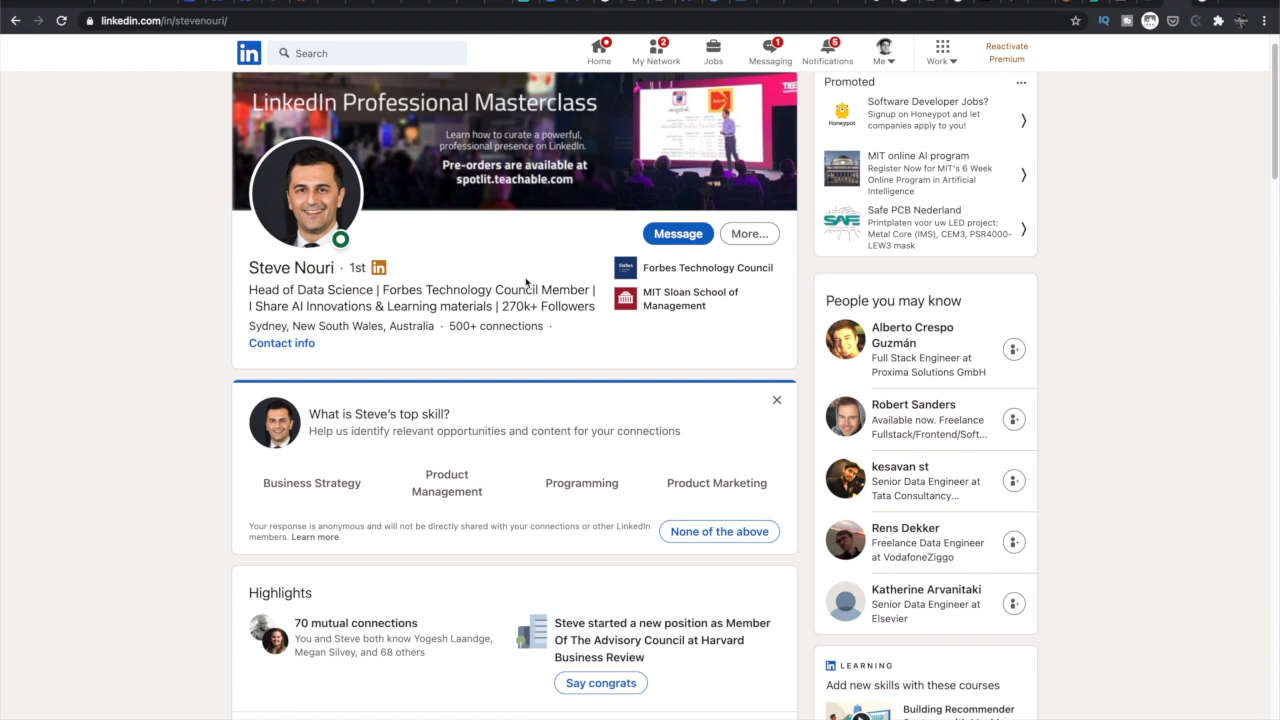 linkedin.com/in/stevenouri/
in
Search
2
1
5
Home
My Network
Jobs
Messaging
Notifications
Me
Work
Reactivate
Premium
LinkedIn Professional Masterclass
Learn how to curate a powerful,
professional presence on LinkedIn.
Pre-orders are available at
spotlit.teachable.com
Message
More...
Steve Nouri · 1st in
Head of Data Science | Forbes Technology Council Member |
I Share AI Innovations & Learning materials | 270k+ Followers
Sydney, New South Wales, Australia · 500+ connections ·
Contact info
Forbes
Forbes Technology Council
MIT Sloan School of
Management
What is Steve's top skill?
Help us identify relevant opportunities and content for your connections
Business Strategy
Product
Management
Programming
Product Marketing
Your response is anonymous and will not be directly shared with your connections or other LinkedIn
members. Learn more
None of the above
Highlights
70 mutual connections
You and Steve both know Yogesh Laandge,
Megan Silvey, and 68 others
Steve started a new position as Member
Of The Advisory Council at Harvard
Business Review
Say congrats
Promoted
Honeypot
Software Developer Jobs?
Signup on Honeypot and let
companies apply to you!
MIT online AI program
Register Now for MIT's 6 Week
Online Program in Artificial
Intelligence
SAFE
Safe PCB Nederland
Printplaten voor uw LED project:
Metal Core (IMS), CEM3, PSR4000-
LEW3 mask
People you may know
Alberto Crespo
Guzmán
Full Stack Engineer at
Proxima Solutions GmbH
Robert Sanders
Available now. Freelance
Fullstack/Frontend/Soft...
kesavan st
Senior Data Engineer at
Tata Consultancy...
Rens Dekker
Freelance Data Engineer
at VodafoneZiggo
Katherine Arvanitaki
Senior Data Engineer at
Elsevier
in LEARNING
Add new skills with these courses
Building Recommender